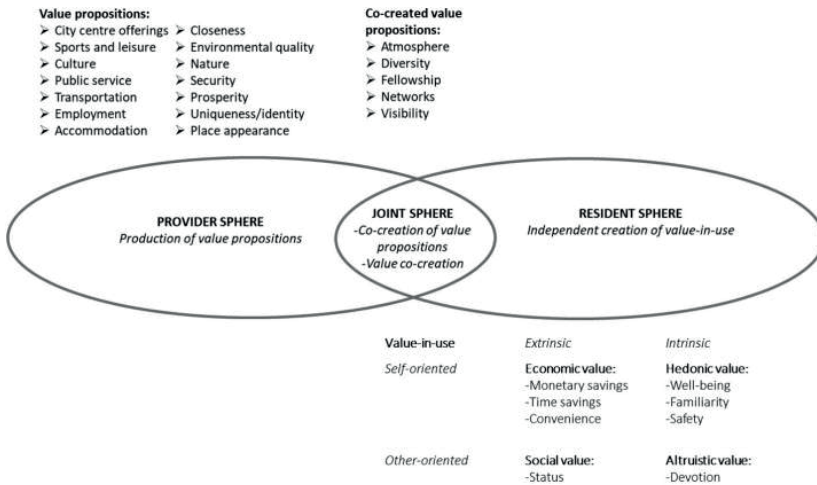 Value propositions:
➢ City centre offerings ➢ Closeness
➢ Sports and leisure ➢ Environmental quality
➢ Culture ➢ Nature
➢ Public service ➢ Security
➢ Transportation ➢ Prosperity
➢ Employment ➢ Uniqueness/identity
➢ Accommodation ➢ Place appearance
Co-created value
propositions:
➢ Atmosphere
➢ Diversity
➢ Fellowship
➢ Networks
➢ Visibility
PROVIDER SPHERE
Production of value propositions
JOINT SPHERE
-Co-creation of value
propositions
-Value co-creation
RESIDENT SPHERE
Independent creation of value-in-use
Value-in-use Extrinsic Intrinsic
Self-oriented Economic value: Hedonic value:
-Monetary savings -Well-being
-Time savings -Familiarity
-Convenience -Safety
Other-oriented Social value: Altruistic value:
-Status -Devotion